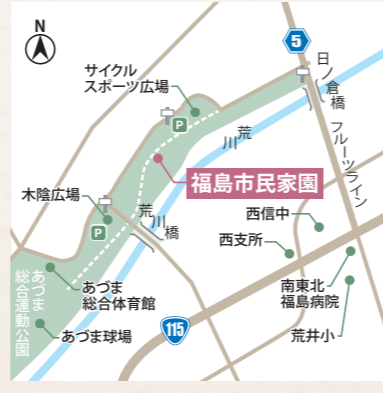 N
5
日ノ倉橋
サイクル
スポーツ広場
P
荒川
フルーツライン
福島市民家園
木陰広場
荒川橋
西信中
P
西支所
あづま
総合運動公園
あづま
総合体育館
南東北
福島病院
あづま球場
115
荒井小